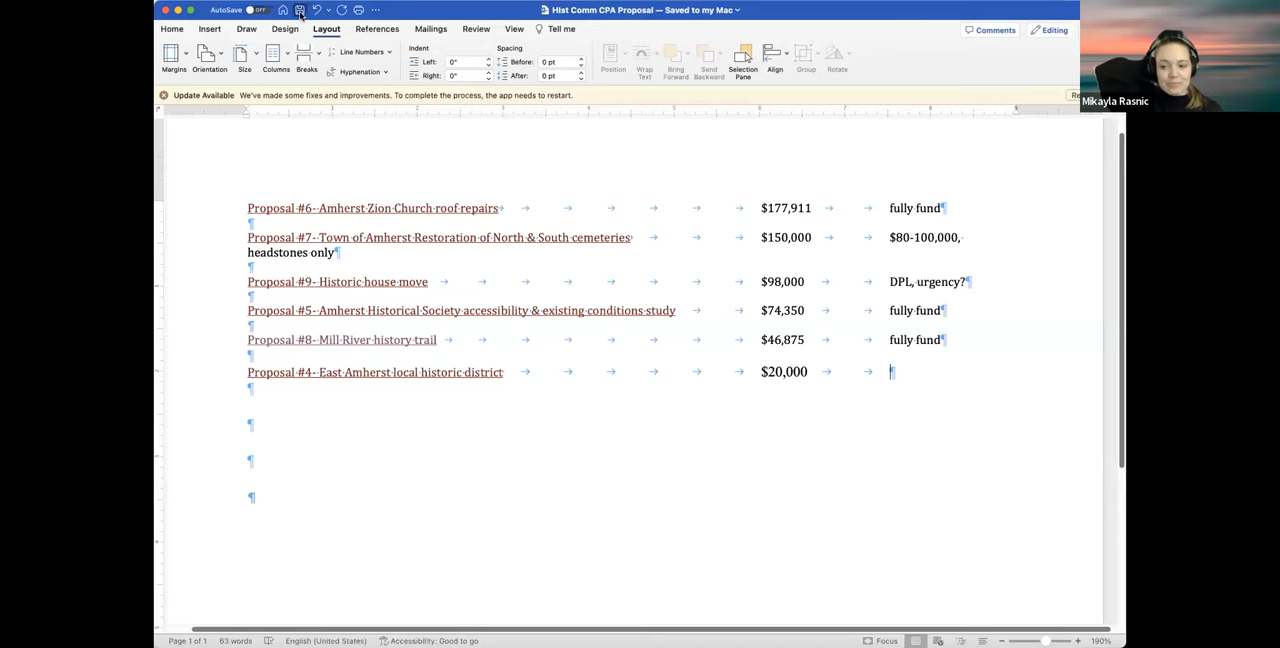 AutoSave OFF HIst Comm CPA Proposal — Saved to my Mac
Home Insert Draw Design Layout References Mailings Review View Tell me Comments Editing
Margins Orientation Size Columns Breaks Line Numbers Hyphenation Indent Left: 0" Right: 0" Spacing Before: 0 pt After: 0 pt Position Wrap Text Bring Forward Send Backward Selection Pane Align Group Rotate
Update Available We've made some fixes and improvements. To complete the process, the app needs to restart.
Mikayla Rasnic
Proposal #6- Amherst Zion Church roof repairs $177,911 fully fund
Proposal #7- Town of Amherst Restoration of North & South cemeteries $150,000 $80-100,000,
headstones only
Proposal #9- Historic house move $98,000 DPL, urgency?
Proposal #5- Amherst Historical Society accessibility & existing conditions study $74,350 fully fund
Proposal #8- Mill River history trail $46,875 fully fund
Proposal #4- East Amherst local historic district $20,000
Page 1 of 1 63 words English (United States) Accessibility: Good to go Focus 190%